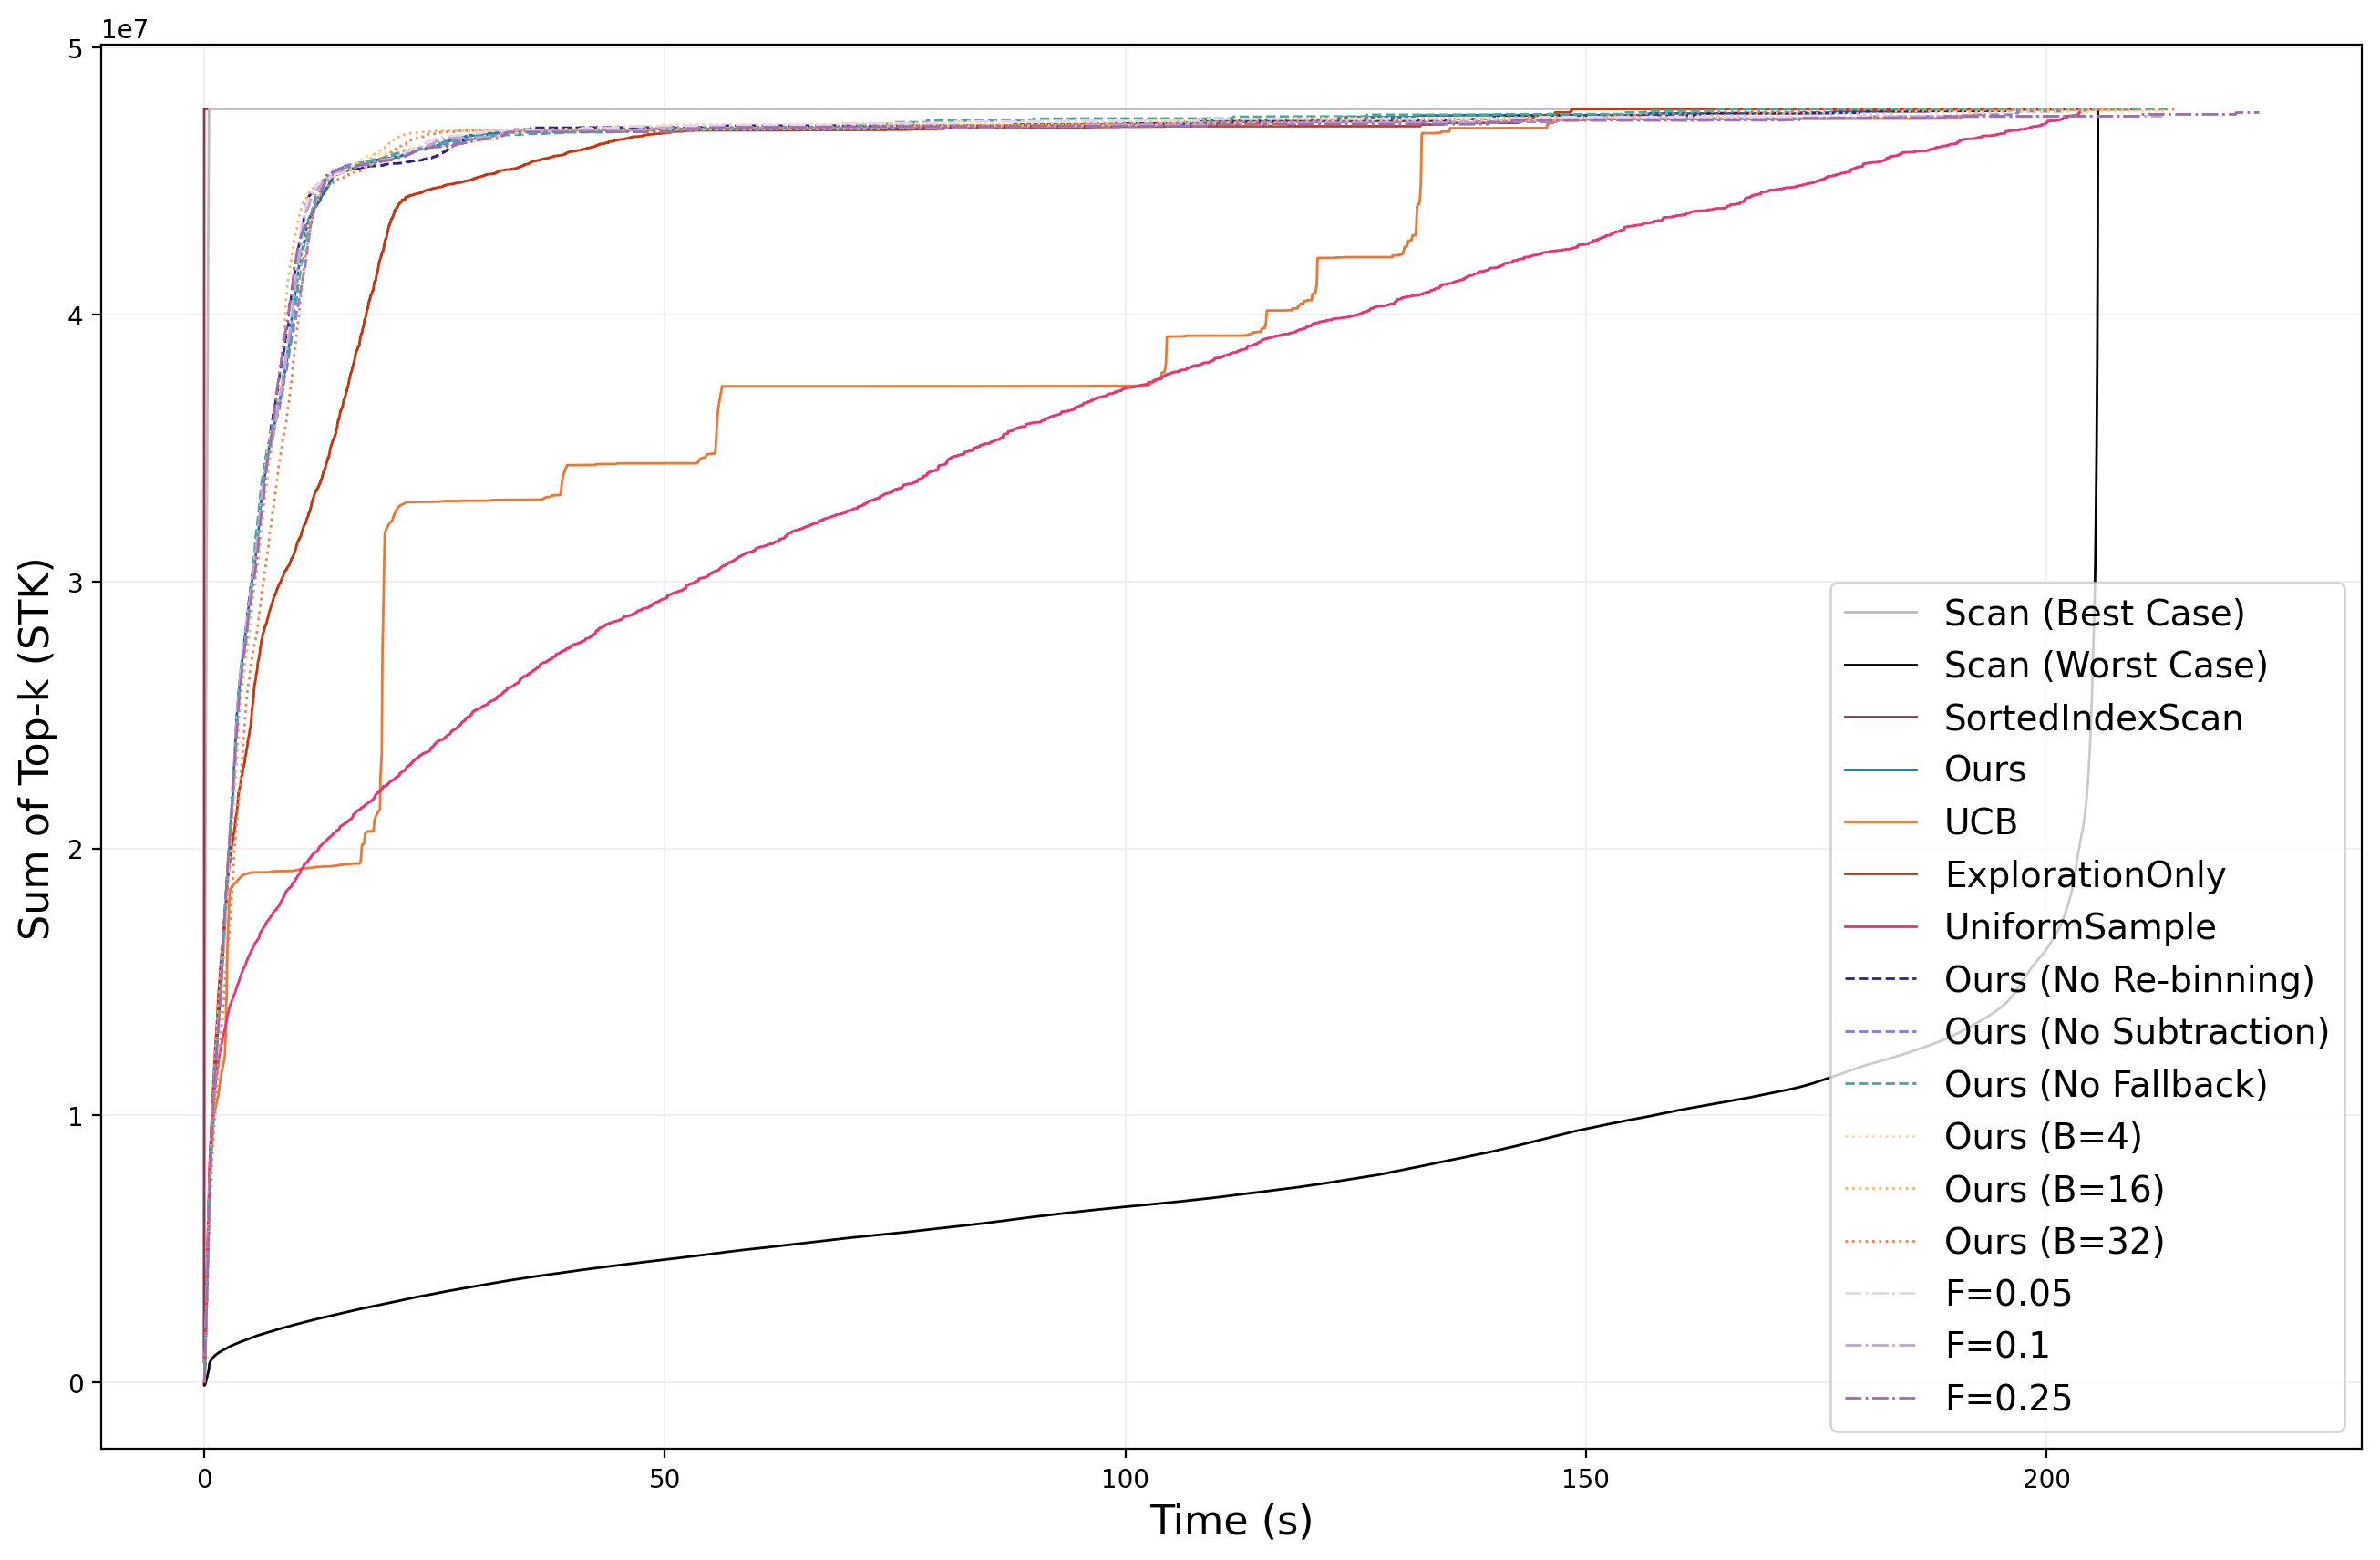 1e7
5
4
3
2
1
0
Sum of Top-k (STK)
0
50
100
150
200
Time (s)
Scan (Best Case)
Scan (Worst Case)
SortedIndexScan
Ours
UCB
ExplorationOnly
UniformSample
Ours (No Re-binning)
Ours (No Subtraction)
Ours (No Fallback)
Ours (B=4)
Ours (B=16)
Ours (B=32)
F=0.05
F=0.1
F=0.25